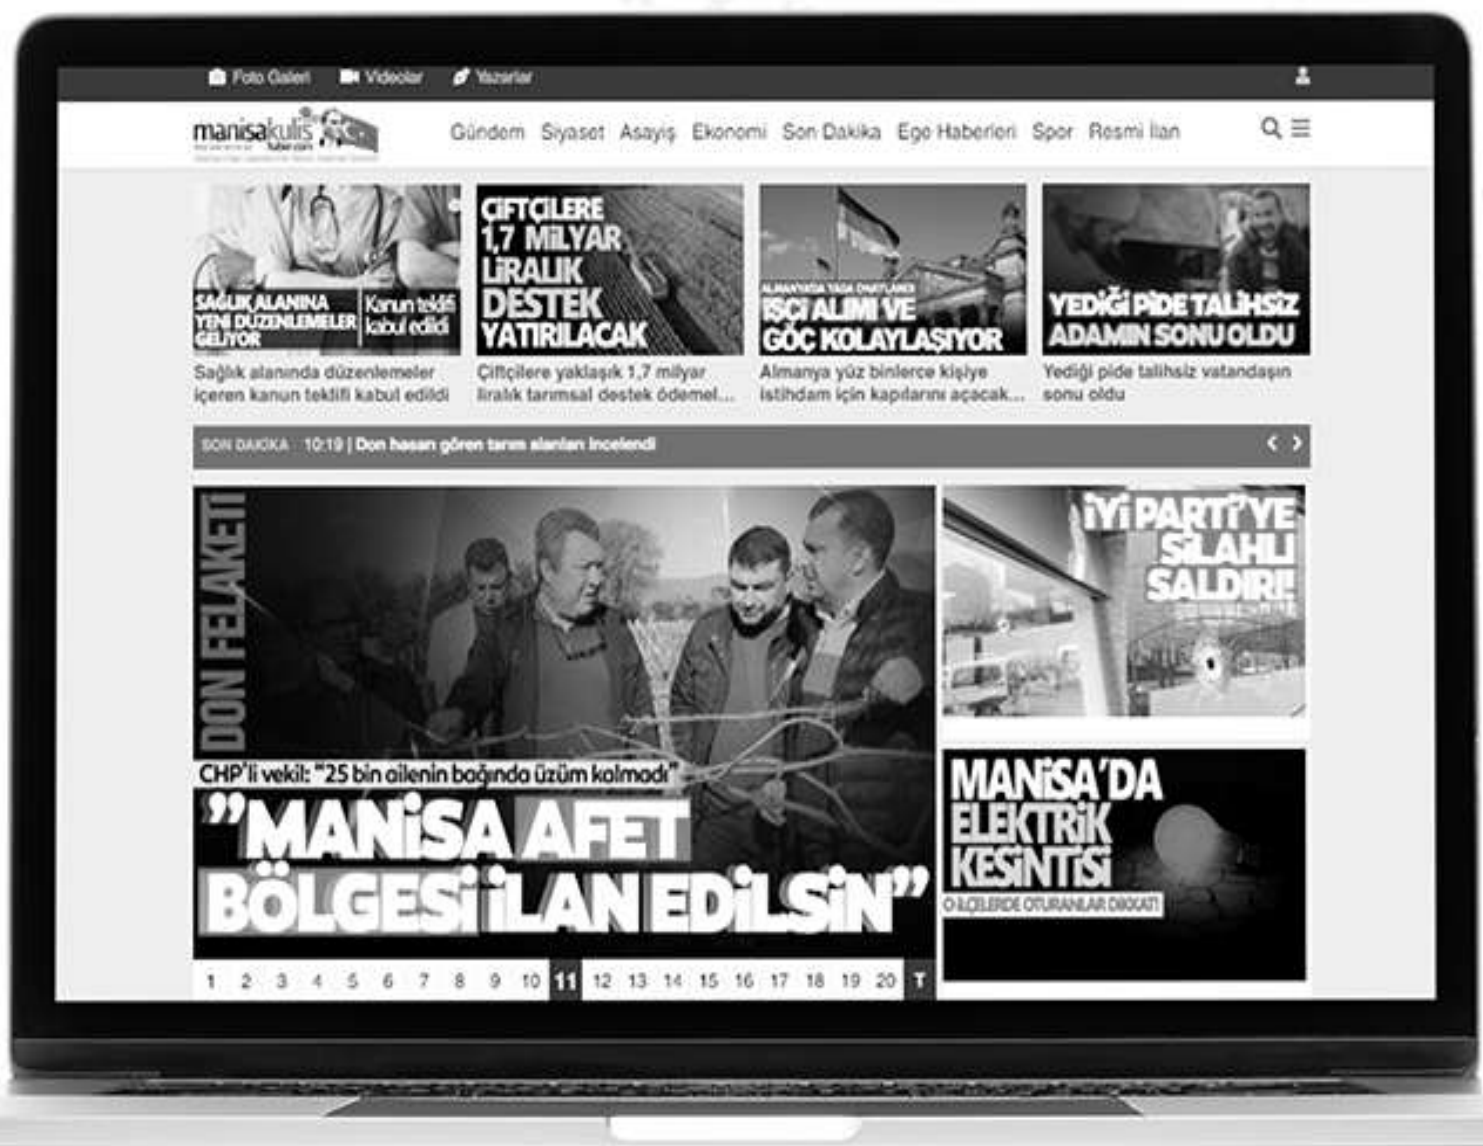 Foto Galeri Videolar Yazarlar
manisakulis
haber.com
Gündem Siyaset Asayiş Ekonomi Son Dakika Ege Haberleri Spor Resmi İlan
SAĞLIK ALANINA
YENİ DÜZENLEMELER
GELİYOR
Kanun teklifi
kabul edildi
Sağlık alanında düzenlemeler
içeren kanun teklifi kabul edildi
ÇİFTÇİLERE
1,7 MİLYAR
LİRALIK
DESTEK
YATIRILACAK
Çiftçilere yaklaşık 1,7 milyar
liralık tarımsal destek ödemel...
ALMANYA'DA YASA ONAYLANDI
İŞÇİ ALIMI VE
GÖÇ KOLAYLAŞIYOR
Almanya yüz binlerce kişiye
istihdam için kapılarını açacak...
YEDİĞİ PİDE TALİHSİZ
ADAMIN SONU OLDU
Yediği pide talihsiz vatandaşın
sonu oldu
SON DAKİKA 10:19 | Don hasarı gören tarım alanları incelendi
DON FELAKETİ
CHP'li vekil: "25 bin ailenin bağında üzüm kalmadı"
"MANİSA AFET
BÖLGESİ İLAN EDİLSİN"
1 2 3 4 5 6 7 8 9 10 11 12 13 14 15 16 17 18 19 20 T
İYİ PARTİ'YE
SİLAHLI
SALDIRI!
MANİSA'DA
ELEKTRİK
KESİNTİSİ
O İLÇELERDE OTURANLAR DİKKAT!